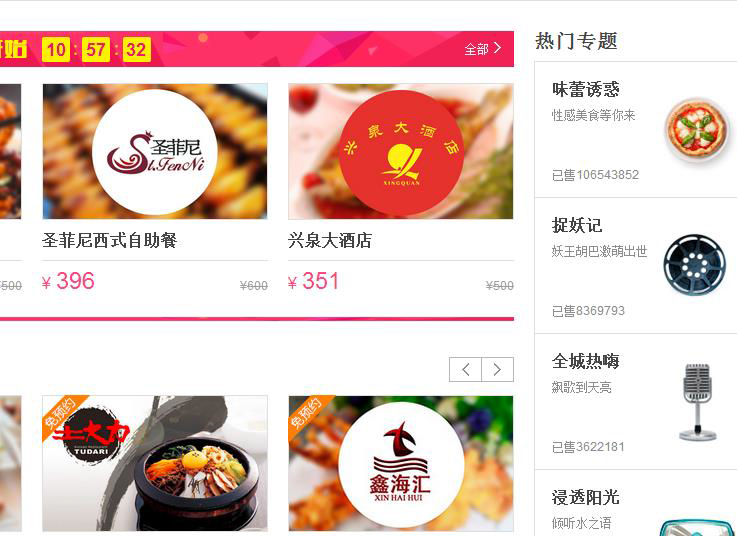 开始 10 : 57 : 32
全部
圣菲尼
St.FenNi
兴泉大酒店
XINGQUAN
圣菲尼西式自助餐
兴泉大酒店
¥500
¥ 396
¥600
¥ 351
¥500
免预约
土大力
TUDARI
免预约
鑫海汇
XIN HAI HUI
热门专题
味蕾诱惑
性感美食等你来
已售106543852
捉妖记
妖王胡巴激萌出世
已售8369793
全城热嗨
飙歌到天亮
已售3622181
浸透阳光
倾听水之语